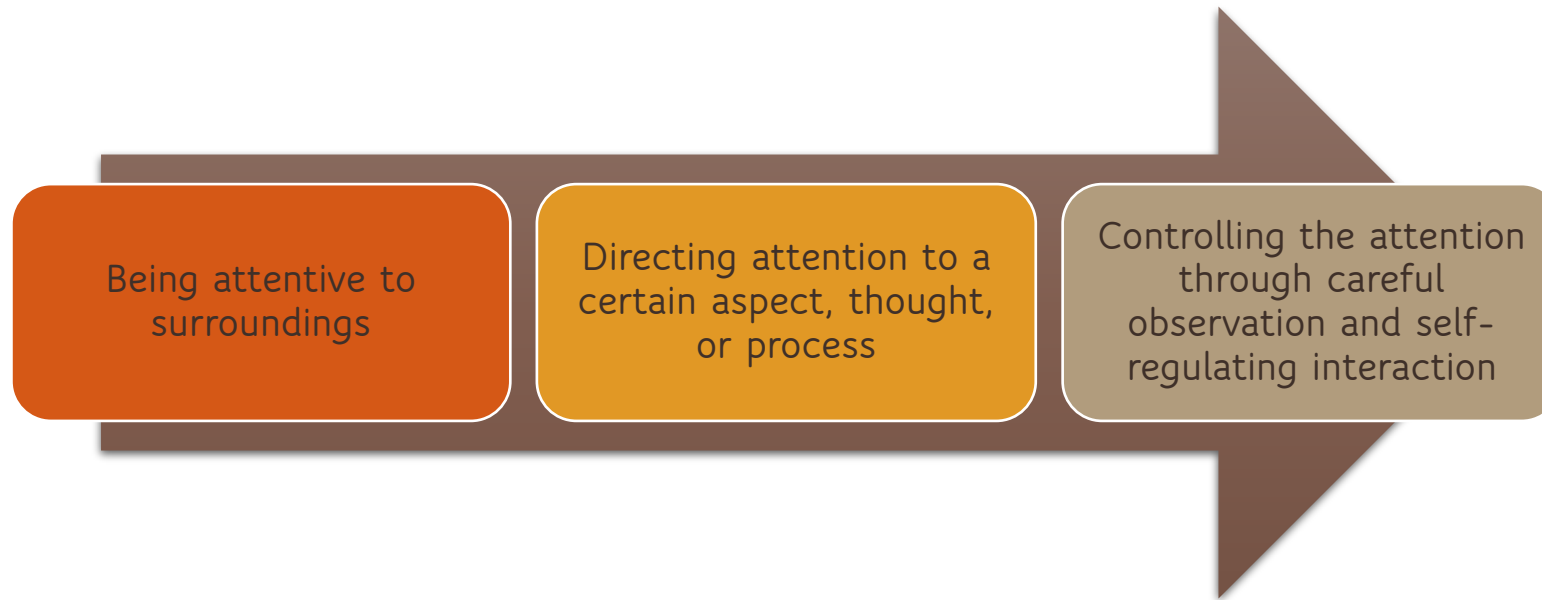 Being attentive to
surroundings
Directing attention to a
certain aspect, thought,
or process
Controlling the attention
through careful
observation and self-
regulating interaction